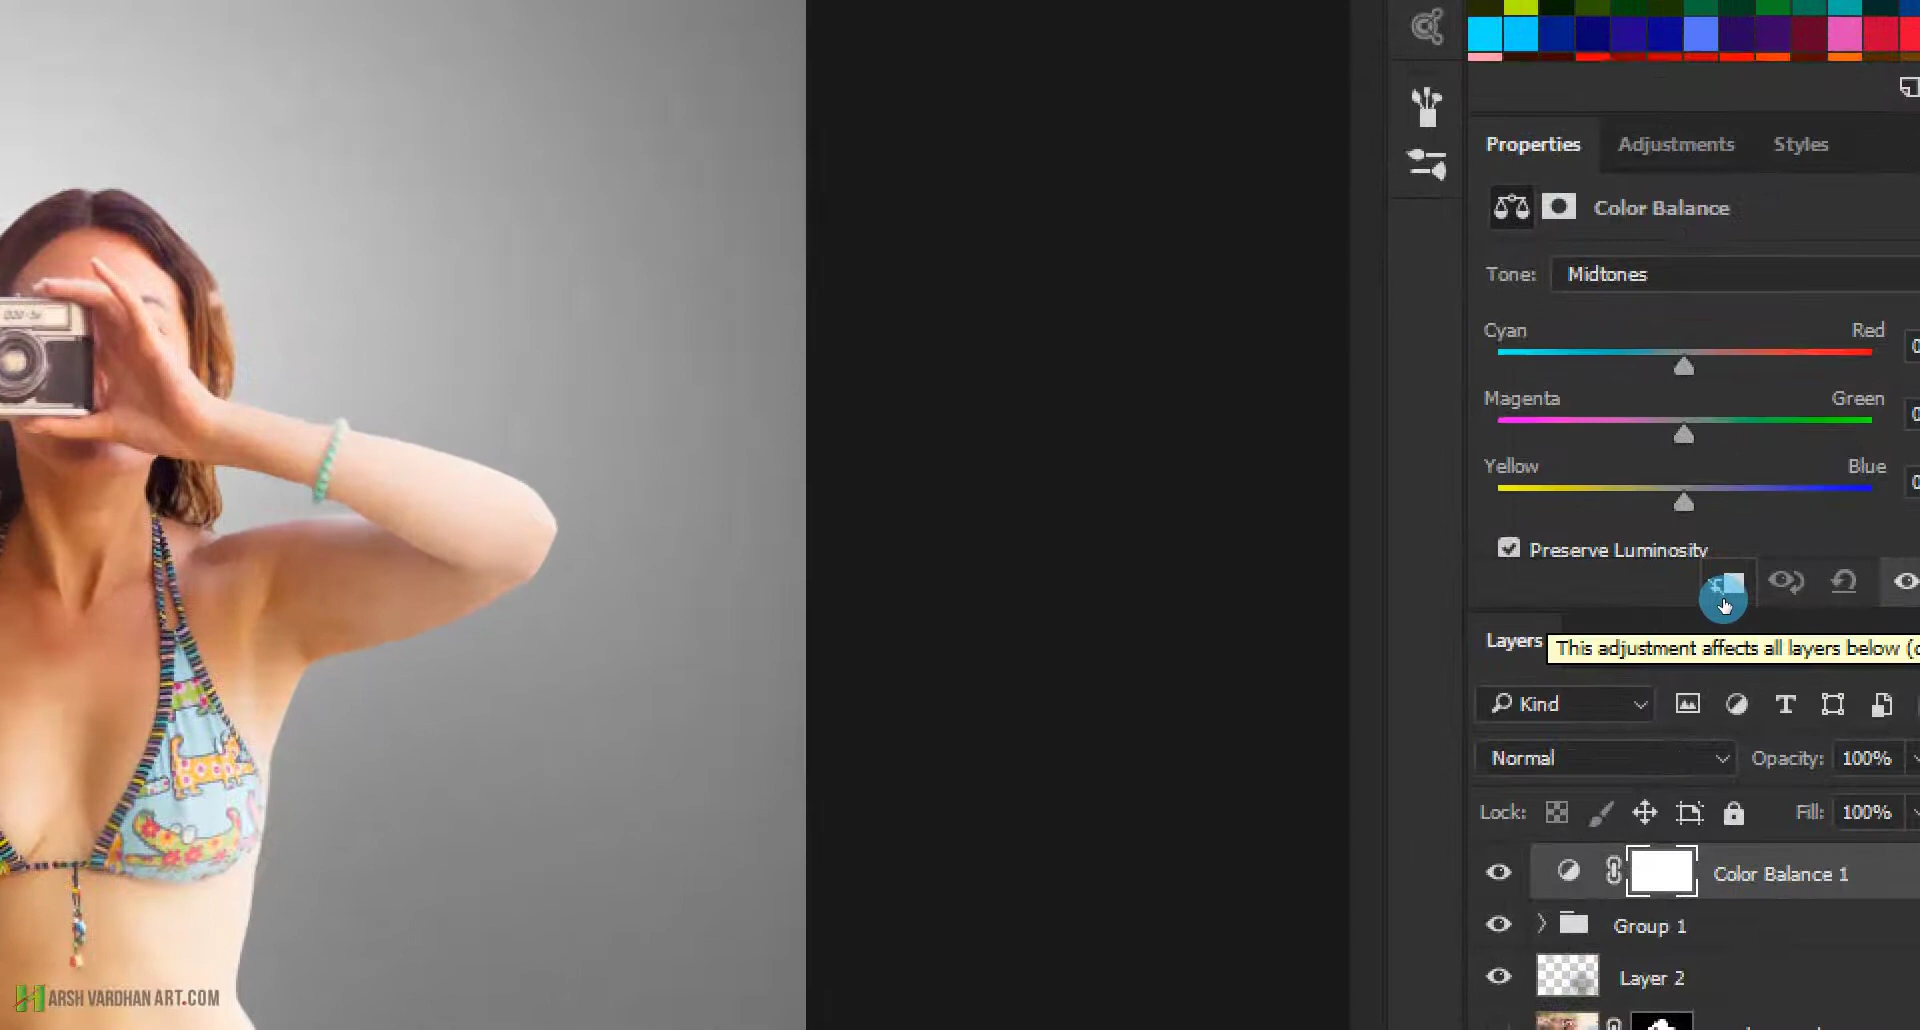 Properties Adjustments Styles
Color Balance
Tone: Midtones
Cyan Red
Magenta Green
Yellow Blue
Preserve Luminosity
Layers
This adjustment affects all layers below (c
Kind
Normal Opacity: 100%
Lock: Fill: 100%
Color Balance 1
Group 1
Layer 2
HARSH VARDHAN ART.COM